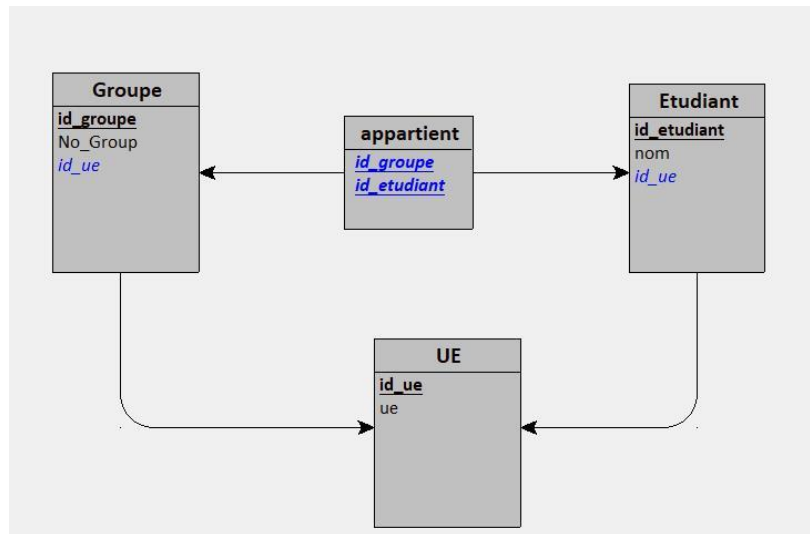 Groupe
id_groupe
No_Group
id_ue
appartient
id_groupe
id_etudiant
Etudiant
id_etudiant
nom
id_ue
UE
id_ue
ue